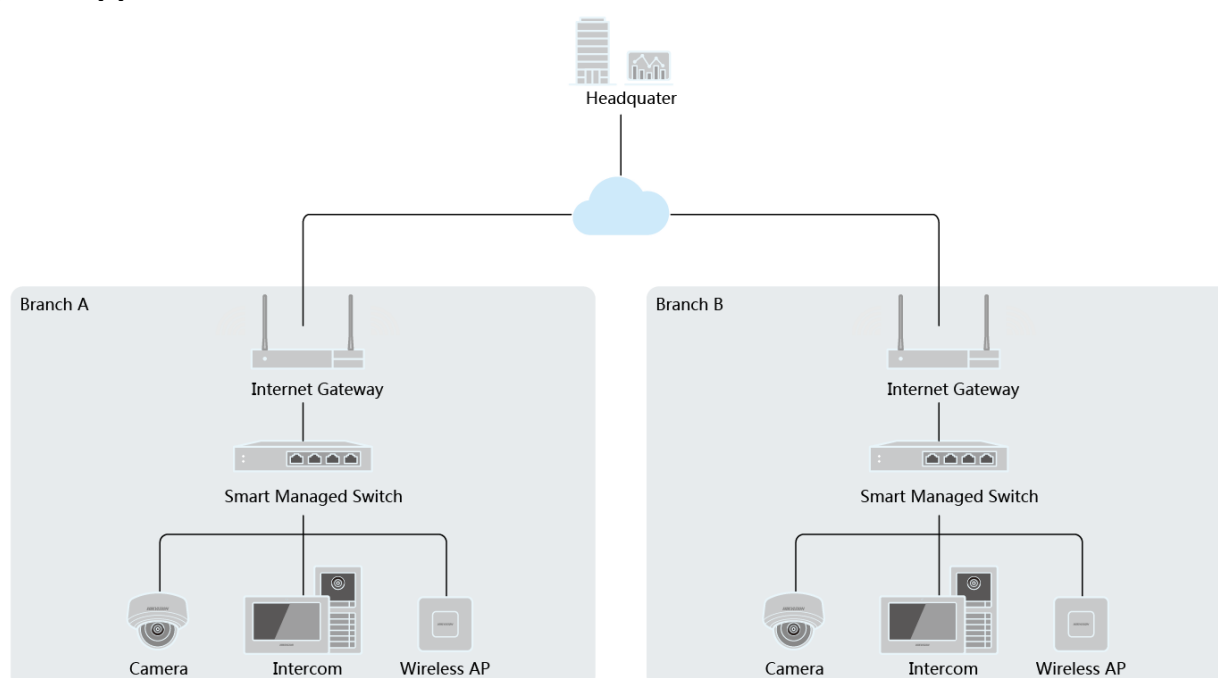 Headquater
Branch A
Branch B
Internet Gateway
Internet Gateway
Smart Managed Switch
Smart Managed Switch
Camera
Intercom
Wireless AP
Camera
Intercom
Wireless AP